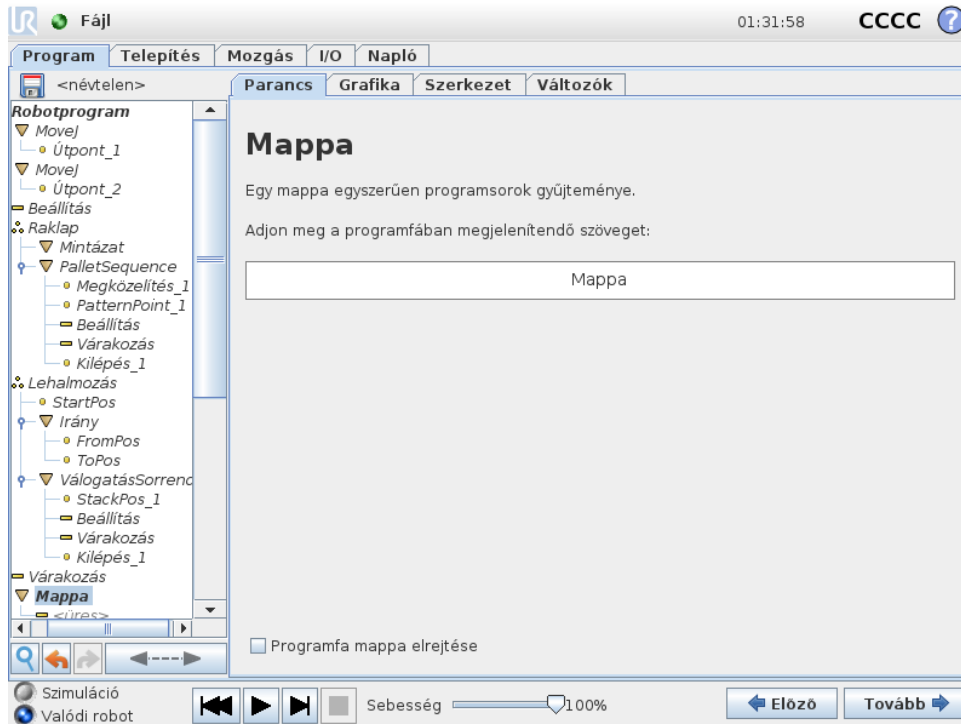 UR Fájl 01:31:58 CCCC ?
Program Telepítés Mozgás I/O Napló
<névtelen>
Parancs Grafika Szerkezet Változók
Robotprogram
MoveJ
Útpont_1
MoveJ
Útpont_2
Beállítás
Raklap
Mintázat
PalletSequence
Megközelítés_1
PatternPoint_1
Beállítás
Várakozás
Kilépés_1
Lehalmozás
StartPos
Irány
FromPos
ToPos
VálogatásSorrend
StackPos_1
Beállítás
Várakozás
Kilépés_1
Várakozás
Mappa
<üres>
Mappa
Egy mappa egyszerűen programsorok gyűjteménye.
Adjon meg a programfában megjelenítendő szöveget:
Mappa
Programfa mappa elrejtése
Szimuláció
Valódi robot
Sebesség 100%
Előző Tovább